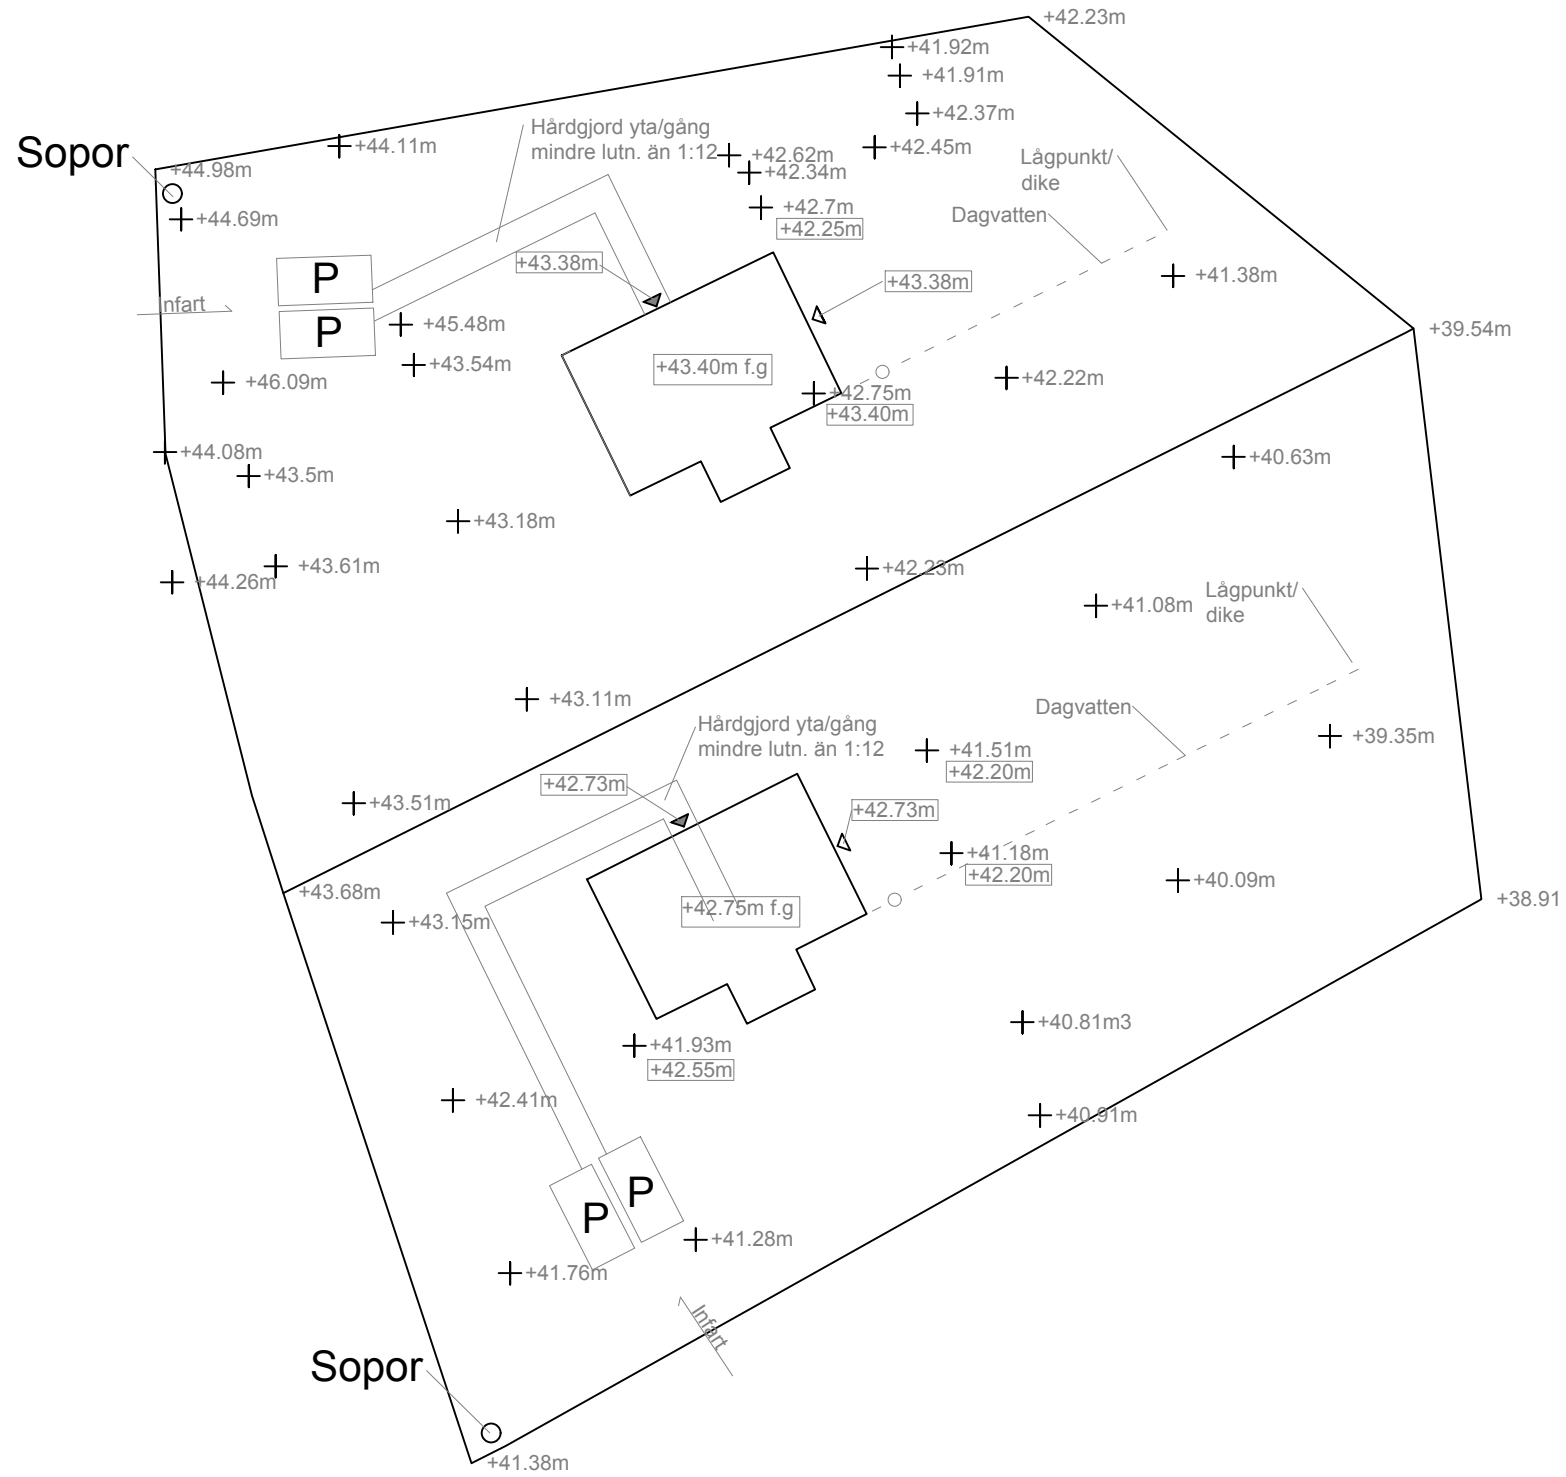 +42.23m
+41.92m
+41.91m
+42.37m
Hårdgjord yta/gång
mindre lutn. än 1:12
+44.11m
+42.45m
Sopor
+42.62m
Lågpunkt/
dike
+44.98m
+42.34m
+42.7m
+42.25m
Dagvatten
+44.69m
+43.38m
P
+41.38m
+43.38m
Infart
P
+45.48m
+39.54m
+43.54m
+43.40m f.g
+46.09m
+42.22m
+42.75m
+43.40m
+44.08m
+40.63m
+43.5m
+43.18m
+43.61m
+42.23m
+44.26m
Lågpunkt/
dike
+41.08m
+43.11m
Dagvatten
Hårdgjord yta/gång
mindre lutn. än 1:12
+39.35m
+41.51m
+42.20m
+42.73m
+43.51m
+42.73m
+41.18m
+42.20m
+40.09m
+43.68m
+38.91
+42.75m f.g
+43.15m
+40.81m3
+41.93m
+42.55m
+42.41m
+40.91m
P
P
+41.28m
+41.76m
Infart
Sopor
+41.38m